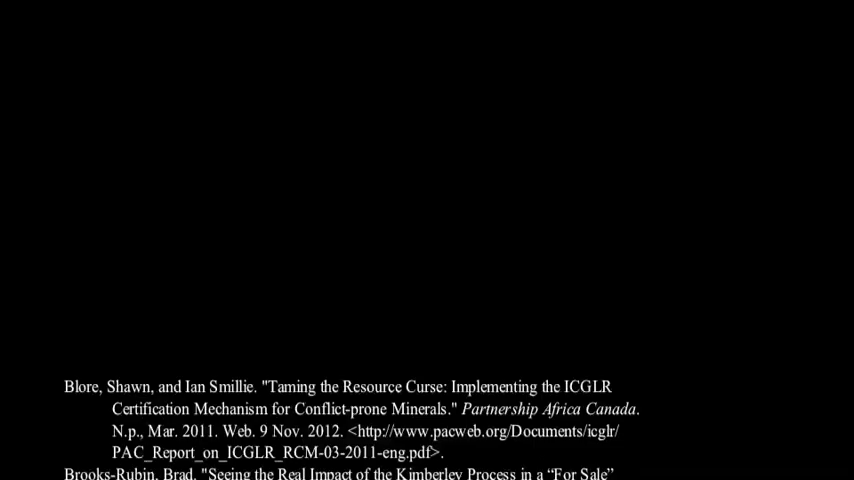 Blore, Shawn, and Ian Smillie. "Taming the Resource Curse: Implementing the ICGLR
Certification Mechanism for Conflict-prone Minerals." Partnership Africa Canada.
N.p., Mar. 2011. Web. 9 Nov. 2012. <http://www.pacweb.org/Documents/icglr/
PAC_Report_on_ICGLR_RCM-03-2011-eng.pdf>.
Brooks-Rubin, Brad. "Seeing the Real Impact of the Kimberley Process in a “For Sale”